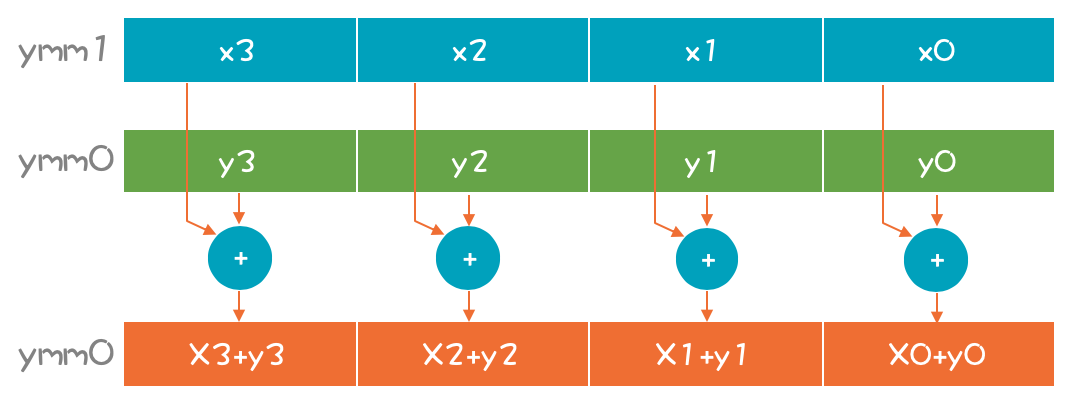 ymm1 x3 x2 x1 x0
ymm0 y3 y2 y1 y0
+ + + +
ymm0 X3+y3 X2+y2 X1+y1 X0+y0